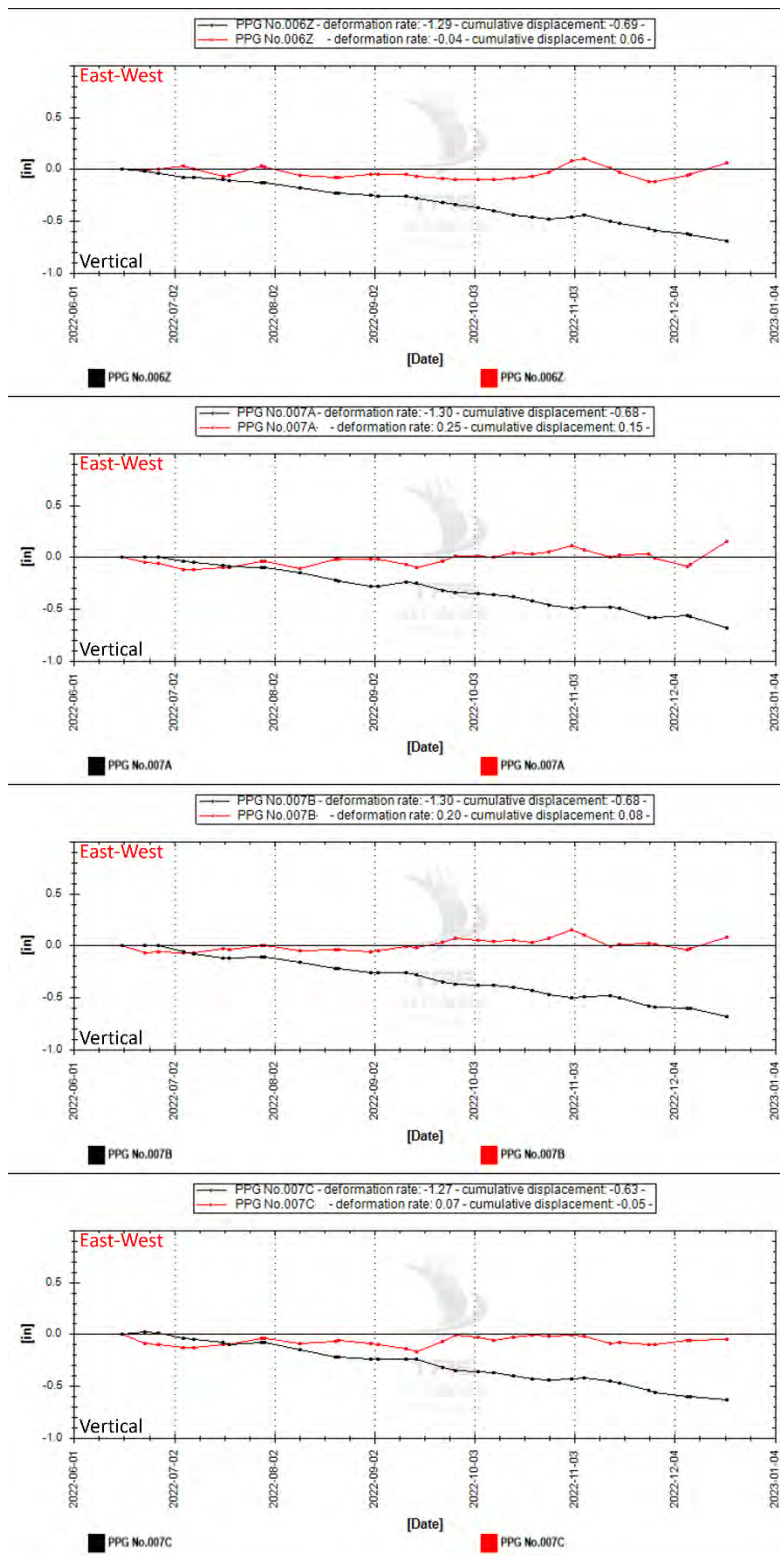 PPG No.006Z - deformation rate: -1.29 - cumulative displacement: -0.69 -
PPG No.006Z- - deformation rate: -0.04 - cumulative displacement: 0.06 -
East-West
0.5
[in]
0.0
-0.5
-1.0
Vertical
2022-06-01
2022-07-02
2022-08-02
2022-09-02
2022-10-03
2022-11-03
2022-12-04
2023-01-04
[Date]
PPG No.006Z
PPG No.006Z-
PPG No.007A - deformation rate: -1.30 - cumulative displacement: -0.68 -
PPG No.007A- - deformation rate: 0.25 - cumulative displacement: 0.15 -
East-West
0.5
[in]
0.0
-0.5
-1.0
Vertical
2022-06-01
2022-07-02
2022-08-02
2022-09-02
2022-10-03
2022-11-03
2022-12-04
2023-01-04
[Date]
PPG No.007A
PPG No.007A
PPG No.007B - deformation rate: -1.30 - cumulative displacement: -0.68 -
PPG No.007B- - deformation rate: 0.20 - cumulative displacement: 0.08 -
East-West
0.5
[in]
0.0
-0.5
-1.0
Vertical
2022-06-01
2022-07-02
2022-08-02
2022-09-02
2022-10-03
2022-11-03
2022-12-04
2023-01-04
[Date]
PPG No.007B
PPG No.007B
PPG No.007C - deformation rate: -1.27 - cumulative displacement: -0.63 -
PPG No.007C- - deformation rate: 0.07 - cumulative displacement: -0.05 -
East-West
0.5
[in]
0.0
-0.5
-1.0
Vertical
2022-06-01
2022-07-02
2022-08-02
2022-09-02
2022-10-03
2022-11-03
2022-12-04
2023-01-04
[Date]
PPG No.007C
PPG No.007C-